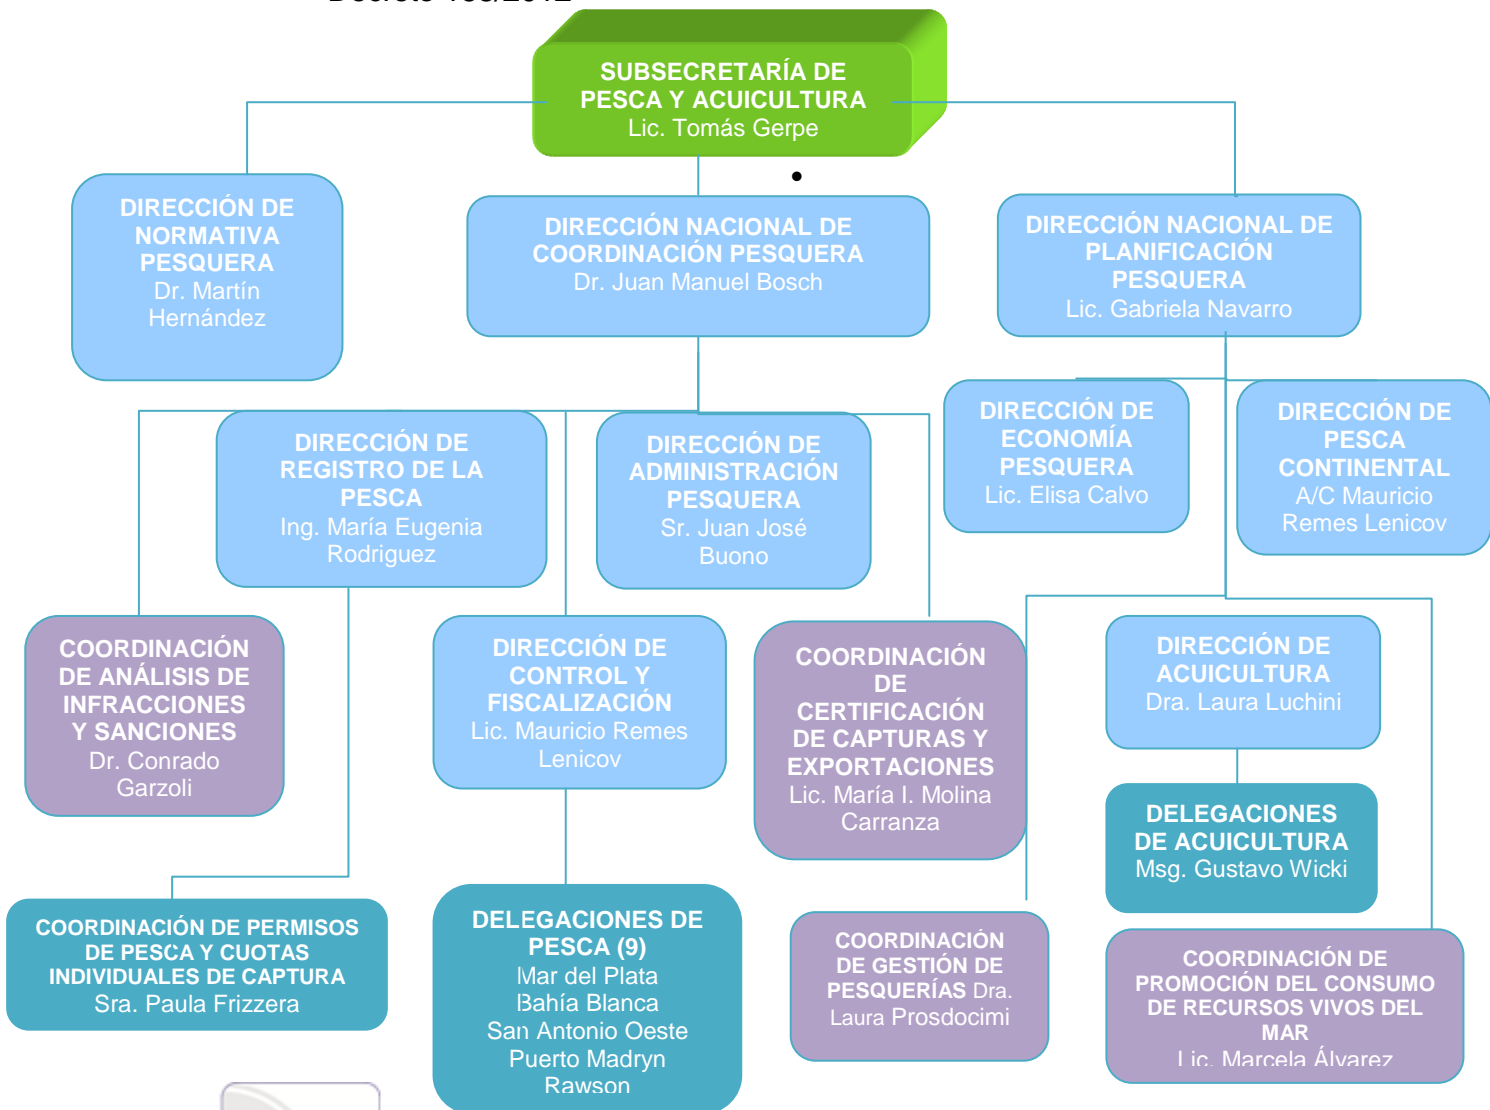 SUBSECRETARÍA DE
PESCA Y ACUICULTURA
Lic. Tomás Gerpe
•
DIRECCIÓN DE
NORMATIVA
PESQUERA
Dr. Martín
Hernández
DIRECCIÓN NACIONAL DE
COORDINACIÓN PESQUERA
Dr. Juan Manuel Bosch
DIRECCIÓN NACIONAL DE
PLANIFICACIÓN
PESQUERA
Lic. Gabriela Navarro
DIRECCIÓN DE
REGISTRO DE LA
PESCA
Ing. María Eugenia
Rodriguez
DIRECCIÓN DE
ADMINISTRACIÓN
PESQUERA
Sr. Juan José
Buono
DIRECCIÓN DE
ECONOMÍA
PESQUERA
Lic. Elisa Calvo
DIRECCIÓN DE
PESCA
CONTINENTAL
A/C Mauricio
Remes Lenicov
COORDINACIÓN
DE ANÁLISIS DE
INFRACCIONES
Y SANCIONES
Dr. Conrado
Garzoli
DIRECCIÓN DE
CONTROL Y
FISCALIZACIÓN
Lic. Mauricio Remes
Lenicov
COORDINACIÓN
DE
CERTIFICACIÓN
DE CAPTURAS Y
EXPORTACIONES
Lic. María I. Molina
Carranza
DIRECCIÓN DE
ACUICULTURA
Dra. Laura Luchini
DELEGACIONES
DE ACUICULTURA
Msg. Gustavo Wicki
COORDINACIÓN DE PERMISOS
DE PESCA Y CUOTAS
INDIVIDUALES DE CAPTURA
Sra. Paula Frizzera
DELEGACIONES DE
PESCA (9)
Mar del Plata
Bahía Blanca
San Antonio Oeste
Puerto Madryn
Rawson
COORDINACIÓN
DE GESTIÓN DE
PESQUERÍAS Dra.
Laura Prosdocimi
COORDINACIÓN DE
PROMOCIÓN DEL CONSUMO
DE RECURSOS VIVOS DEL
MAR
Lic. Marcela Álvarez